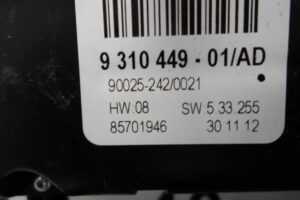 9 310 449 - 01/AD
90025-242/0021
HW:08 SW:5.33.255
85701946 30 11 12